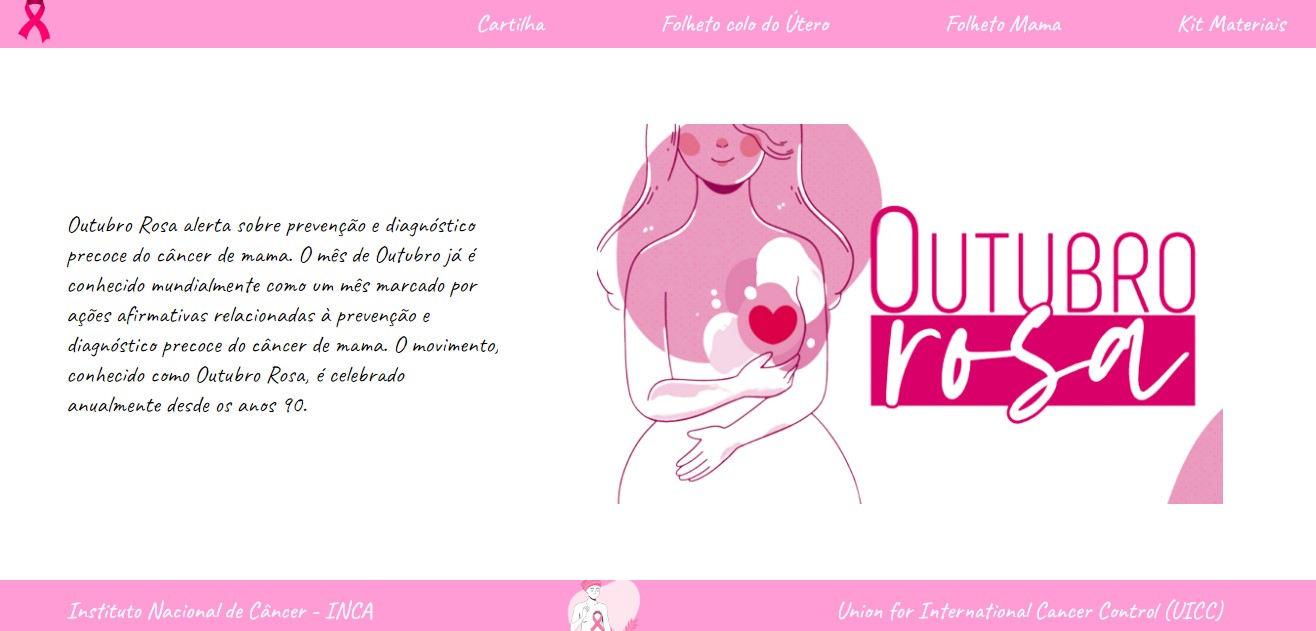 Cartilha
Folheto colo do Útero
Folheto Mama
Kit Materiais
Outubro Rosa alerta sobre prevenção e diagnóstico
precoce do câncer de mama. O mês de Outubro já é
conhecido mundialmente como um mês marcado por
ações afirmativas relacionadas à prevenção e
diagnóstico precoce do câncer de mama. O movimento,
conhecido como Outubro Rosa, é celebrado
anualmente desde os anos 90.
OUTUBRO
rosa
Instituto Nacional de Câncer - INCA
Union for International Cancer Control (UICC)